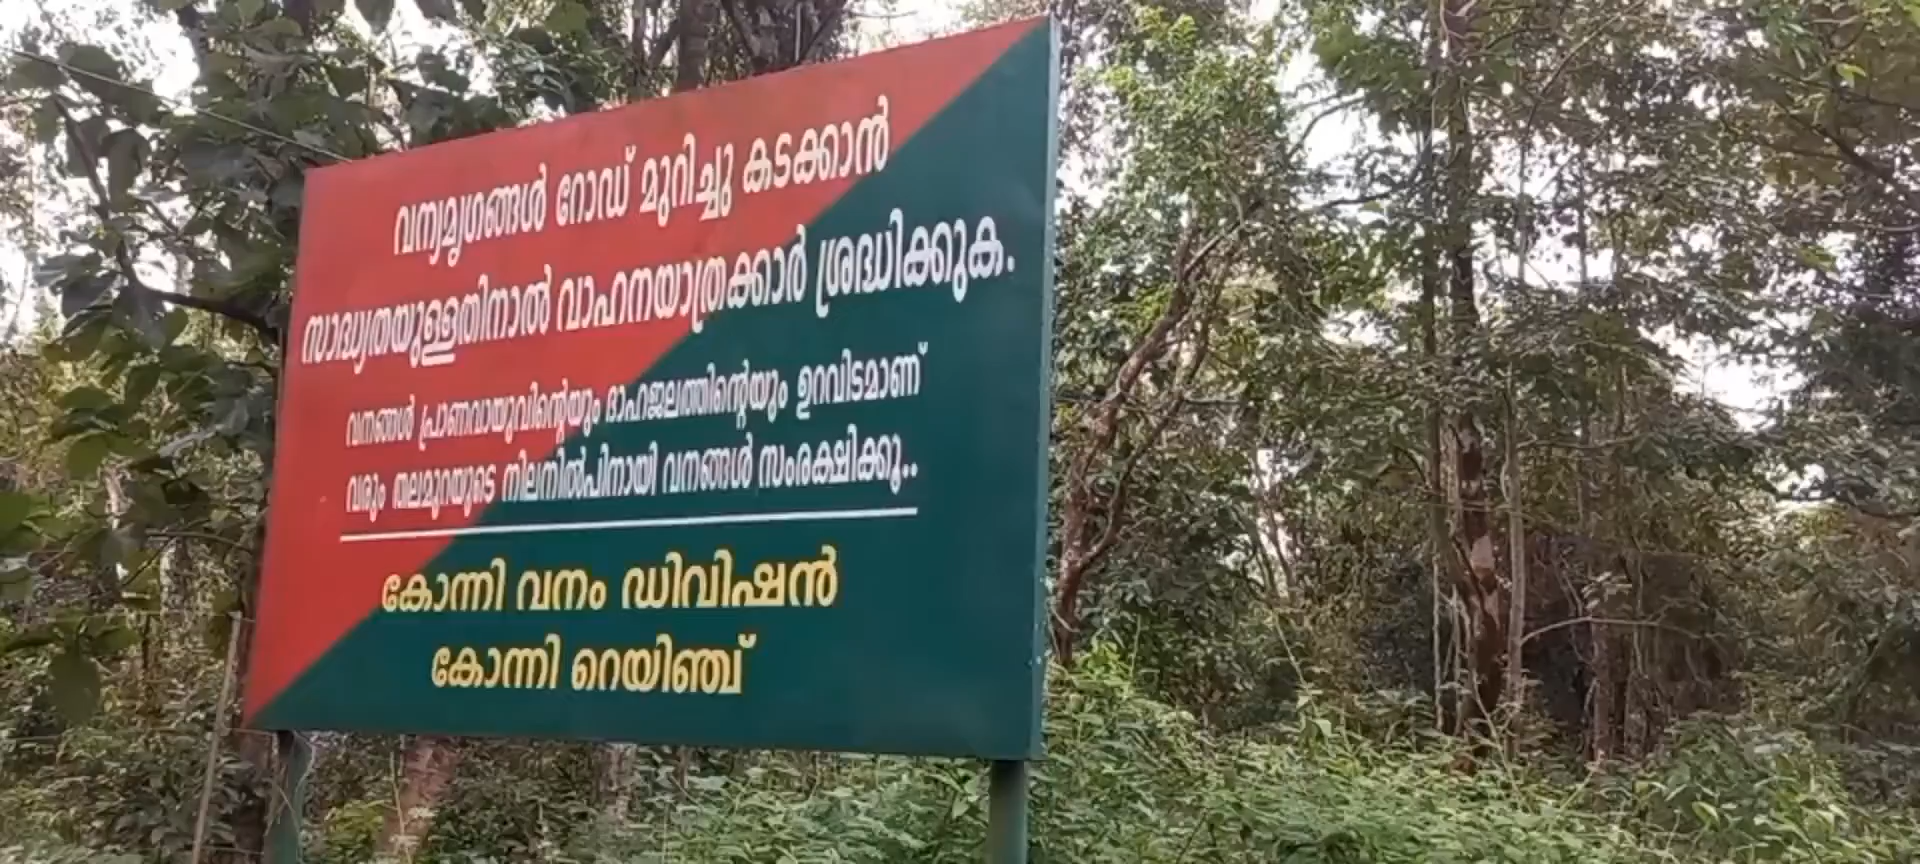 വന്യമൃഗങ്ങൾ റോഡ് മുറിച്ചു കടക്കാൻ
സാദ്ധ്യതയുള്ളതിനാൽ വാഹനയാത്രക്കാർ ശ്രദ്ധിക്കുക.
വനങ്ങൾ പ്രാണവായുവിന്റെയും ദാഹജലത്തിന്റെയും ഉറവിടമാണ്
വരും തലമുറയുടെ നിലനിൽപിനായി വനങ്ങൾ സംരക്ഷിക്കൂ..
കോന്നി വനം ഡിവിഷൻ
കോന്നി റെയിഞ്ച്